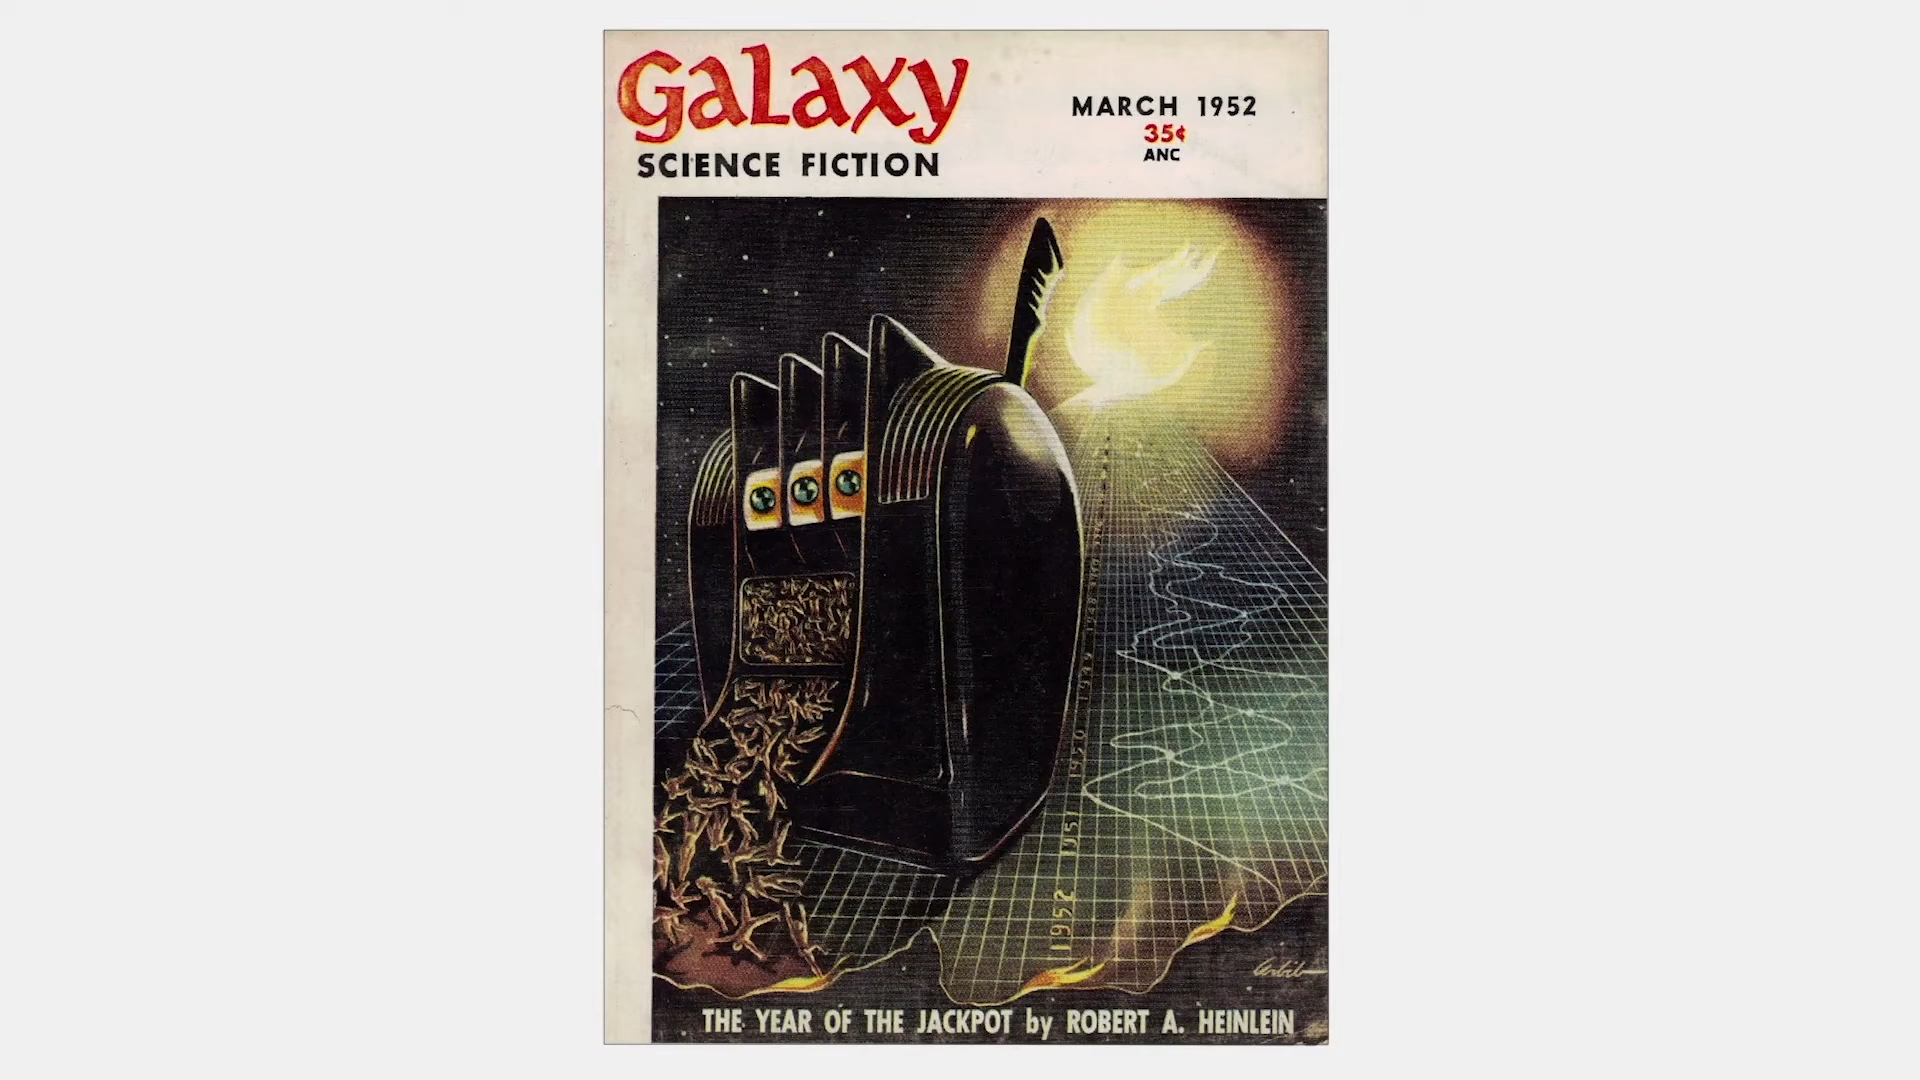 Galaxy
SCIENCE FICTION
MARCH 1952
35¢
ANC
1949
1950
1951
1952
THE YEAR OF THE JACKPOT by ROBERT A. HEINLEIN